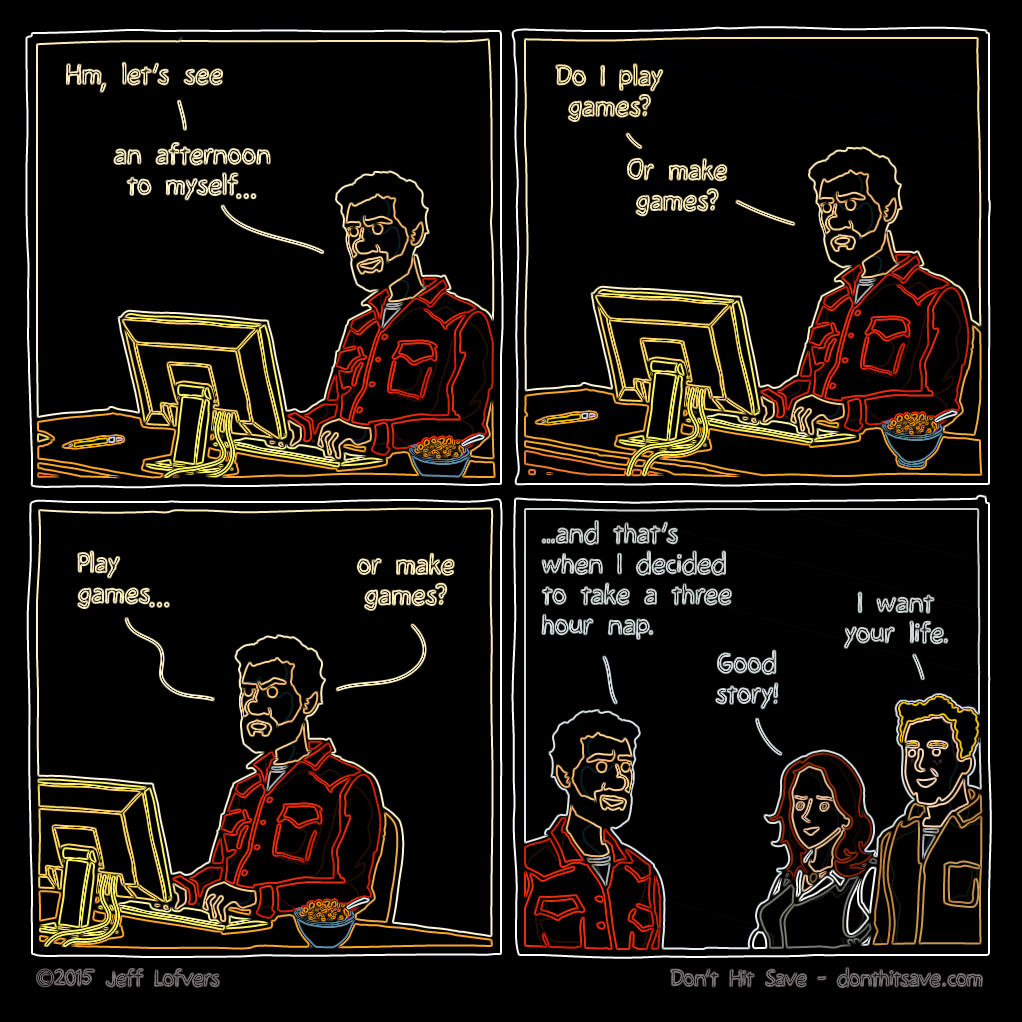 Hm, let's see
an afternoon
to myself...
Do I play
games?
Or make
games?
Play
games...
or make
games?
...and that's
when I decided
to take a three
hour nap.
Good
story!
I want
your life.
©2015 Jeff Lofvers
Don't Hit Save - donthitsave.com